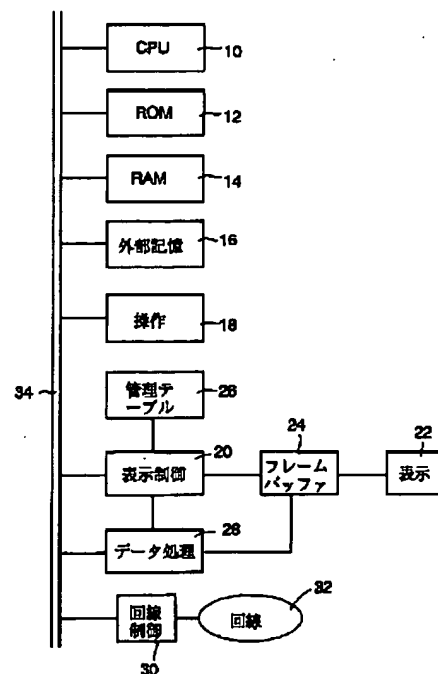 CPU
10
ROM
12
RAM
14
外部記憶
16
操作
18
34
管理テ
ーブル
26
表示制御
20
フレーム
バッファ
24
表示
22
データ処理
28
回線
制御
30
回線
32